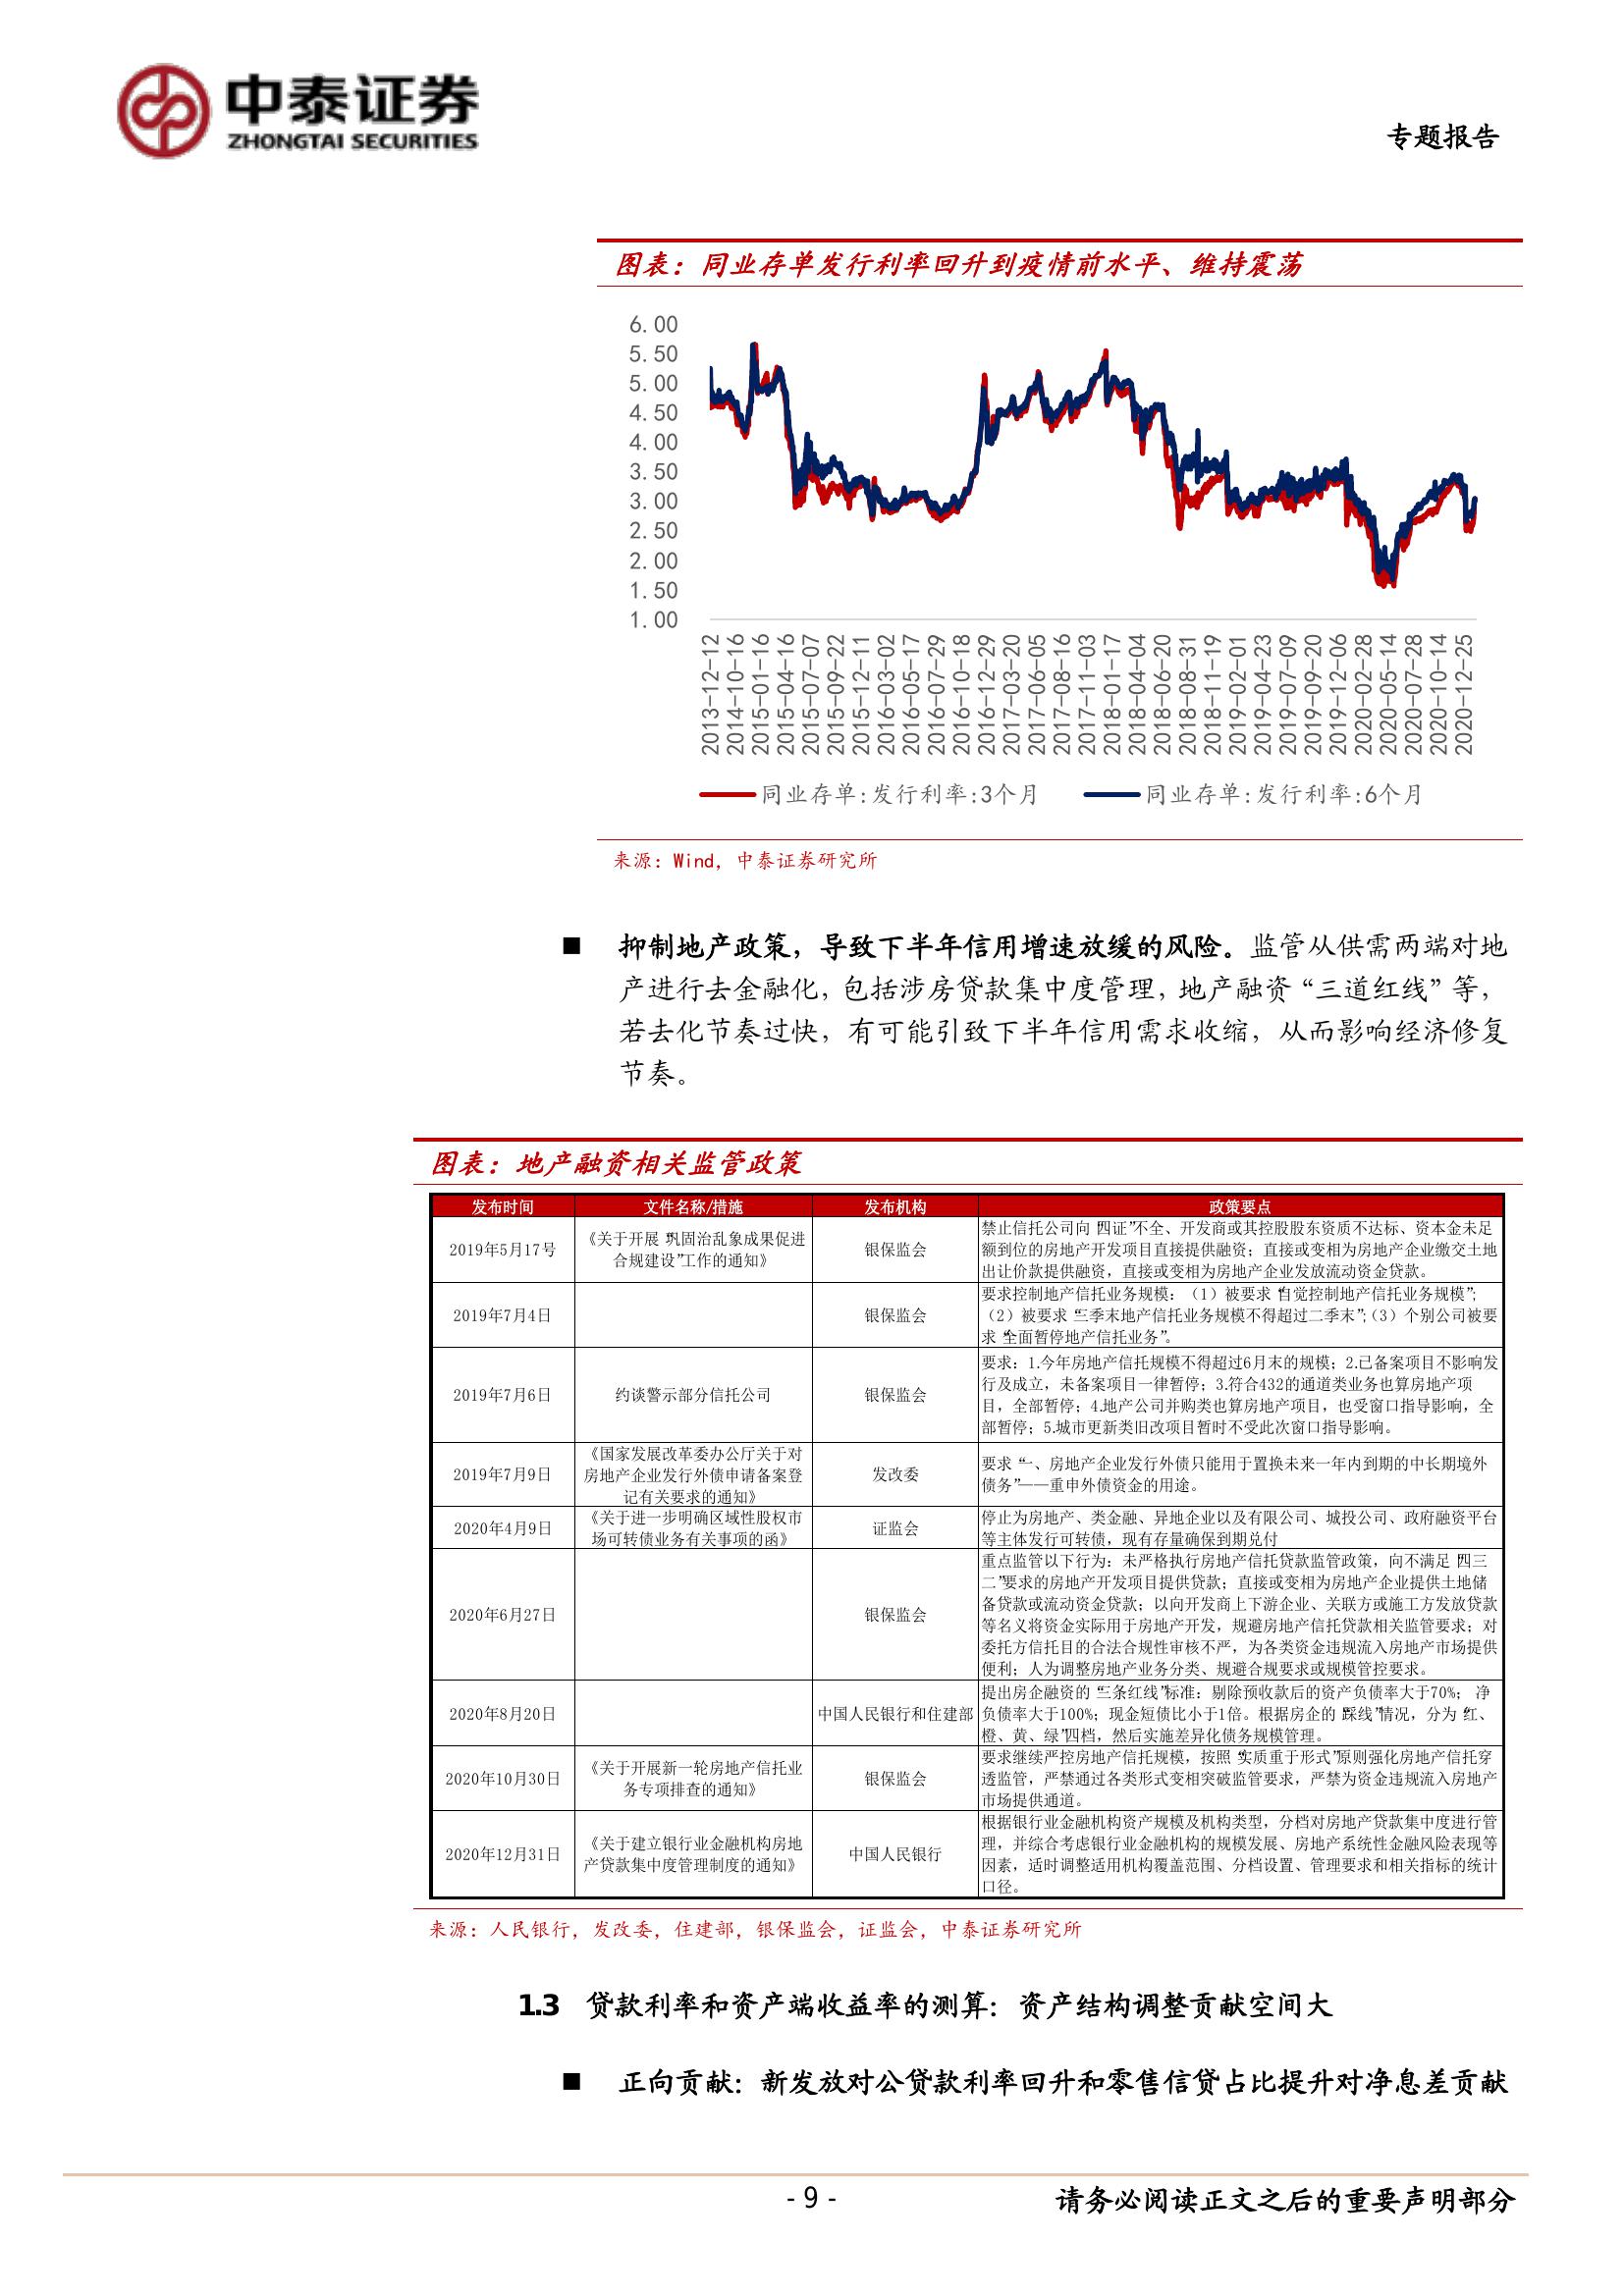 中泰证券
ZHONGTAI SECURITIES
专题报告
图表：同业存单发行利率回升到疫情前水平、维持震荡
6.00
5.50
5.00
4.50
4.00
3.50
3.00
2.50
2.00
1.50
1.00
2013-12-12
2014-10-16
2015-01-16
2015-04-16
2015-07-07
2015-09-22
2015-12-11
2016-03-02
2016-05-17
2016-07-29
2016-10-18
2016-12-29
2017-03-20
2017-06-05
2017-08-16
2017-11-03
2018-01-17
2018-04-04
2018-06-20
2018-08-31
2018-11-19
2019-02-01
2019-04-23
2019-07-09
2019-09-20
2019-12-06
2020-02-28
2020-05-14
2020-07-28
2020-10-14
2020-12-25
同业存单:发行利率:3个月
同业存单:发行利率:6个月
来源：Wind，中泰证券研究所
■ 抑制地产政策，导致下半年信用增速放缓的风险。监管从供需两端对地
产进行去金融化，包括涉房贷款集中度管理，地产融资“三道红线”等，
若去化节奏过快，有可能引致下半年信用需求收缩，从而影响经济修复
节奏。
图表：地产融资相关监管政策
发布时间 文件名称/措施 发布机构 政策要点
2019年5月17号
《关于开展“巩固治乱象成果促进
合规建设”工作的通知》
银保监会
禁止信托公司向“四证”不全、开发商或其控股股东资质不达标、资本金未足
额到位的房地产开发项目直接提供融资；直接或变相为房地产企业缴交土地
出让价款提供融资，直接或变相为房地产企业发放流动资金贷款。
2019年7月4日
银保监会
要求控制地产信托业务规模：（1）被要求“自觉控制地产信托业务规模”；
（2）被要求“三季末地产信托业务规模不得超过二季末”；（3）个别公司被要
求“全面暂停地产信托业务”。
2019年7月6日
约谈警示部分信托公司
银保监会
要求：1.今年房地产信托规模不得超过6月末的规模；2.已备案项目不影响发
行及成立，未备案项目一律暂停；3.符合432的通道类业务也算房地产项
目，全部暂停；4.地产公司并购类也算房地产项目，也受窗口指导影响，全
部暂停；5.城市更新类旧改项目暂时不受此次窗口指导影响。
2019年7月9日
《国家发展改革委办公厅关于对
房地产企业发行外债申请备案登
记有关要求的通知》
发改委
要求“一、房地产企业发行外债只能用于置换未来一年内到期的中长期境外
债务”——重申外债资金的用途。
2020年4月9日
《关于进一步明确区域性股权市
场可转债业务有关事项的函》
证监会
停止为房地产、类金融、异地企业以及有限公司、城投公司、政府融资平台
等主体发行可转债，现有存量确保到期兑付
2020年6月27日
银保监会
重点监管以下行为：未严格执行房地产信托贷款监管政策，向不满足“四三
二”要求的房地产开发项目提供贷款；直接或变相为房地产企业提供土地储
备贷款或流动资金贷款；以向开发商上下游企业、关联方或施工方发放贷款
等名义将资金实际用于房地产开发，规避房地产信托贷款相关监管要求；对
委托方信托目的合法合规性审核不严，为各类资金违规流入房地产市场提供
便利；人为调整房地产业务分类、规避合规要求或规模管控要求。
2020年8月20日
中国人民银行和住建部
提出房企融资的“三条红线”标准：剔除预收款后的资产负债率大于70%； 净
负债率大于100%；现金短债比小于1倍。根据房企的“踩线”情况，分为“红、
橙、黄、绿”四档，然后实施差异化债务规模管理。
2020年10月30日
《关于开展新一轮房地产信托业
务专项排查的通知》
银保监会
要求继续严控房地产信托规模，按照“实质重于形式”原则强化房地产信托穿
透监管，严禁通过各类形式变相突破监管要求，严禁为资金违规流入房地产
市场提供通道。
2020年12月31日
《关于建立银行业金融机构房地
产贷款集中度管理制度的通知》
中国人民银行
根据银行业金融机构资产规模及机构类型，分档对房地产贷款集中度进行管
理，并综合考虑银行业金融机构的规模发展、房地产系统性金融风险表现等
因素，适时调整适用机构覆盖范围、分档设置、管理要求和相关指标的统计
口径。
来源：人民银行，发改委，住建部，银保监会，证监会，中泰证券研究所
1.3 贷款利率和资产端收益率的测算：资产结构调整贡献空间大
■ 正向贡献：新发放对公贷款利率回升和零售信贷占比提升对净息差贡献
- 9 -
请务必阅读正文之后的重要声明部分